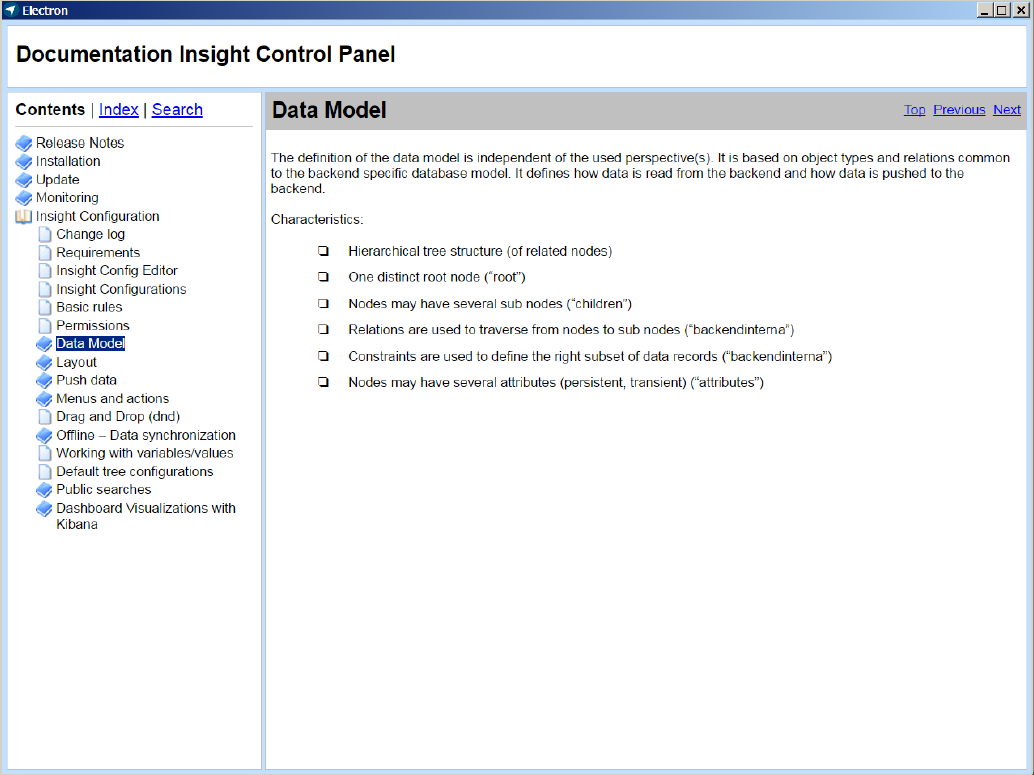 Electron
Documentation Insight Control Panel
Contents | Index | Search
Release Notes
Installation
Update
Monitoring
Insight Configuration
Change log
Requirements
Insight Config Editor
Insight Configurations
Basic rules
Permissions
Data Model
Layout
Push data
Menus and actions
Drag and Drop (dnd)
Offline – Data synchronization
Working with variables/values
Default tree configurations
Public searches
Dashboard Visualizations with
Kibana
Data Model
Top Previous Next
The definition of the data model is independent of the used perspective(s). It is based on object types and relations common
to the backend specific database model. It defines how data is read from the backend and how data is pushed to the
backend.
Characteristics:
❑ Hierarchical tree structure (of related nodes)
❑ One distinct root node (“root”)
❑ Nodes may have several sub nodes (“children”)
❑ Relations are used to traverse from nodes to sub nodes (“backendinterna”)
❑ Constraints are used to define the right subset of data records (“backendinterna”)
❑ Nodes may have several attributes (persistent, transient) (“attributes”)